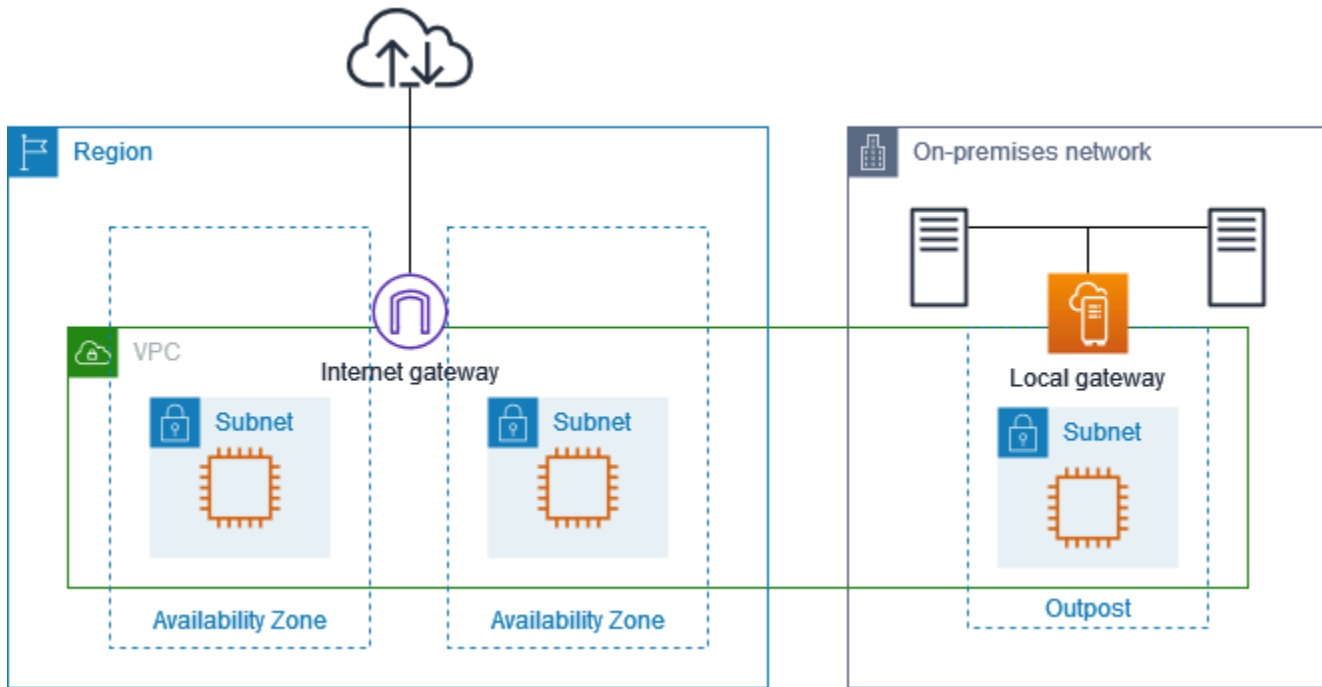 Region
On-premises network
VPC
Internet gateway
Local gateway
Subnet
Subnet
Subnet
Availability Zone
Availability Zone
Outpost